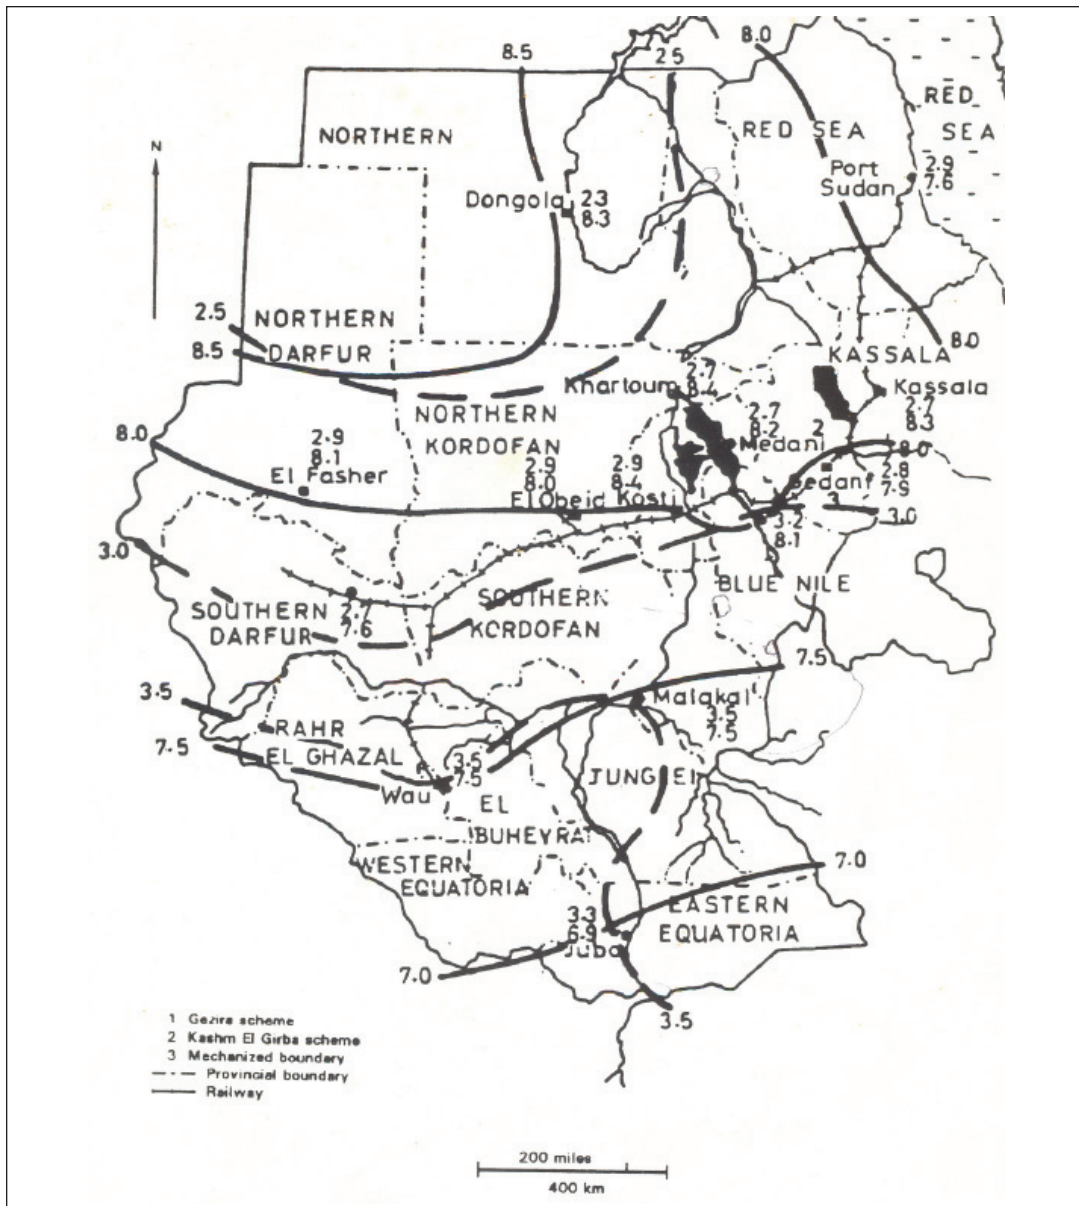 8.5
2.5
8.0
N
NORTHERN
RED SEA
RED
SEA
Port
Sudan
2.9
7.6
Dongola
23
8.3
2.5
8.5
NORTHERN
DARFUR
8.0
KASSALA
Khartoum
2.7
8.4
Kassala
2.7
8.3
NORTHERN
KORDOFAN
2.7
8.2
Medani
2
8.0
8.0
2.9
8.1
El Fasher
2.9
8.0
El Obeid
2.9
8.4
Kosti
Gedarif
2.8
7.9
3
3.0
3.2
8.1
3.0
BLUE NILE
SOUTHERN
DARFUR
2.7
7.6
SOUTHERN
KORDOFAN
7.5
3.5
Malakal
3.5
7.5
7.5
RAHR
EL GHAZAL
3.5
7.5
Wau
JUNGLEI
EL
BUHEYRAT
WESTERN
EQUATORIA
7.0
EASTERN
EQUATORIA
3.3
6.9
Juba
7.0
3.5
1 Gezira scheme
2 Kashm El Girba scheme
3 Mechanized boundary
Provincial boundary
Railway
200 miles
400 km